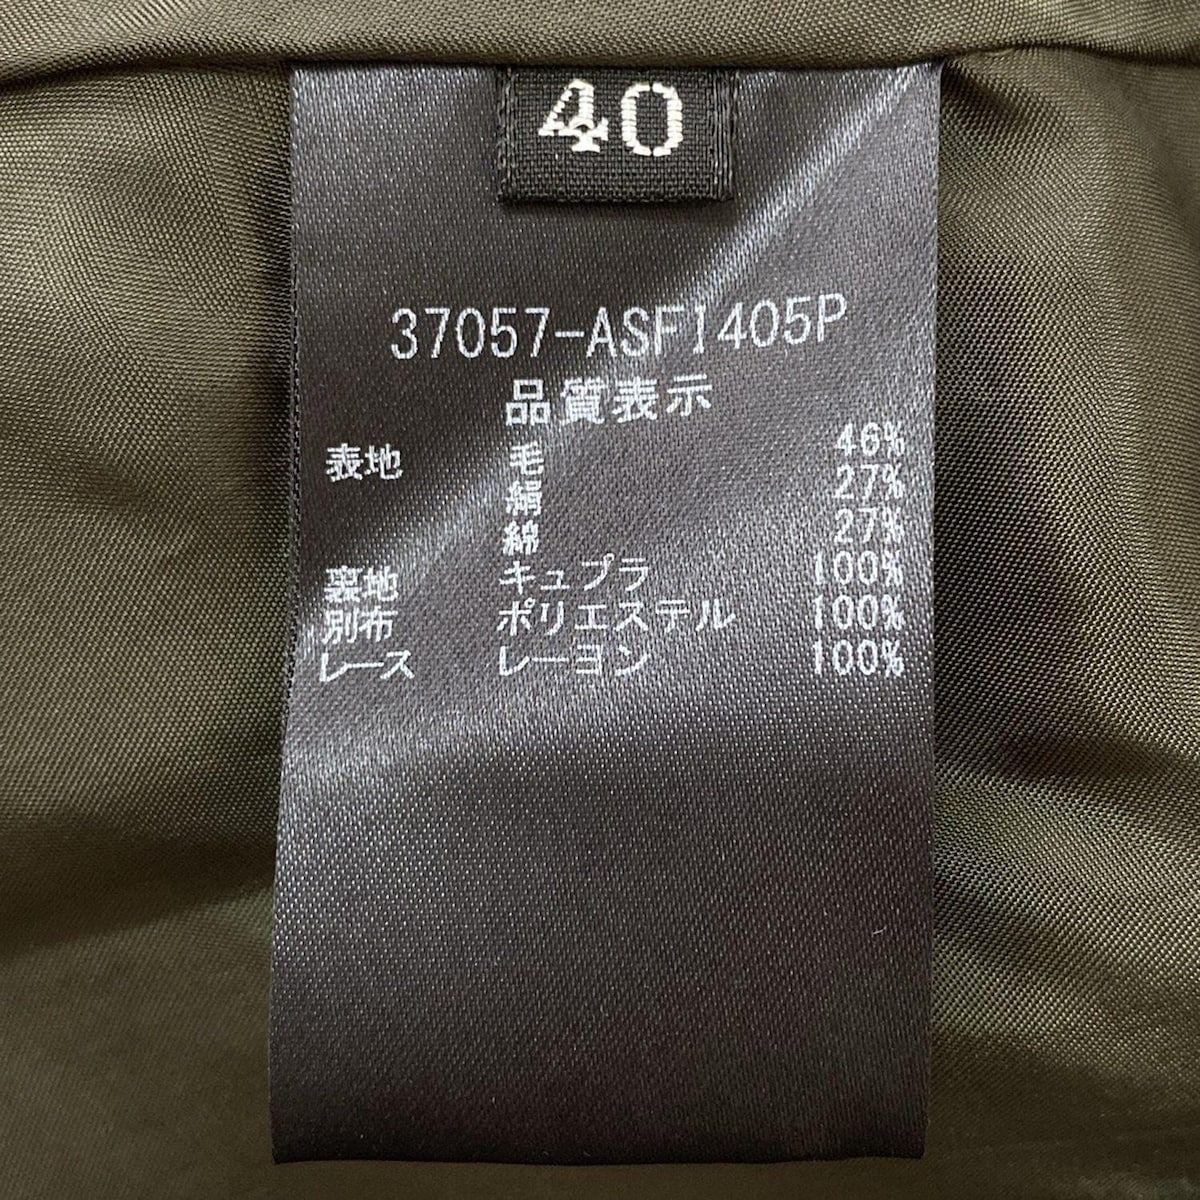 40
37057-ASF1405P
品質表示
表地 毛 46%
絹 27%
綿 27%
裏地 キュプラ 100%
別布 ポリエステル 100%
レース レーヨン 100%